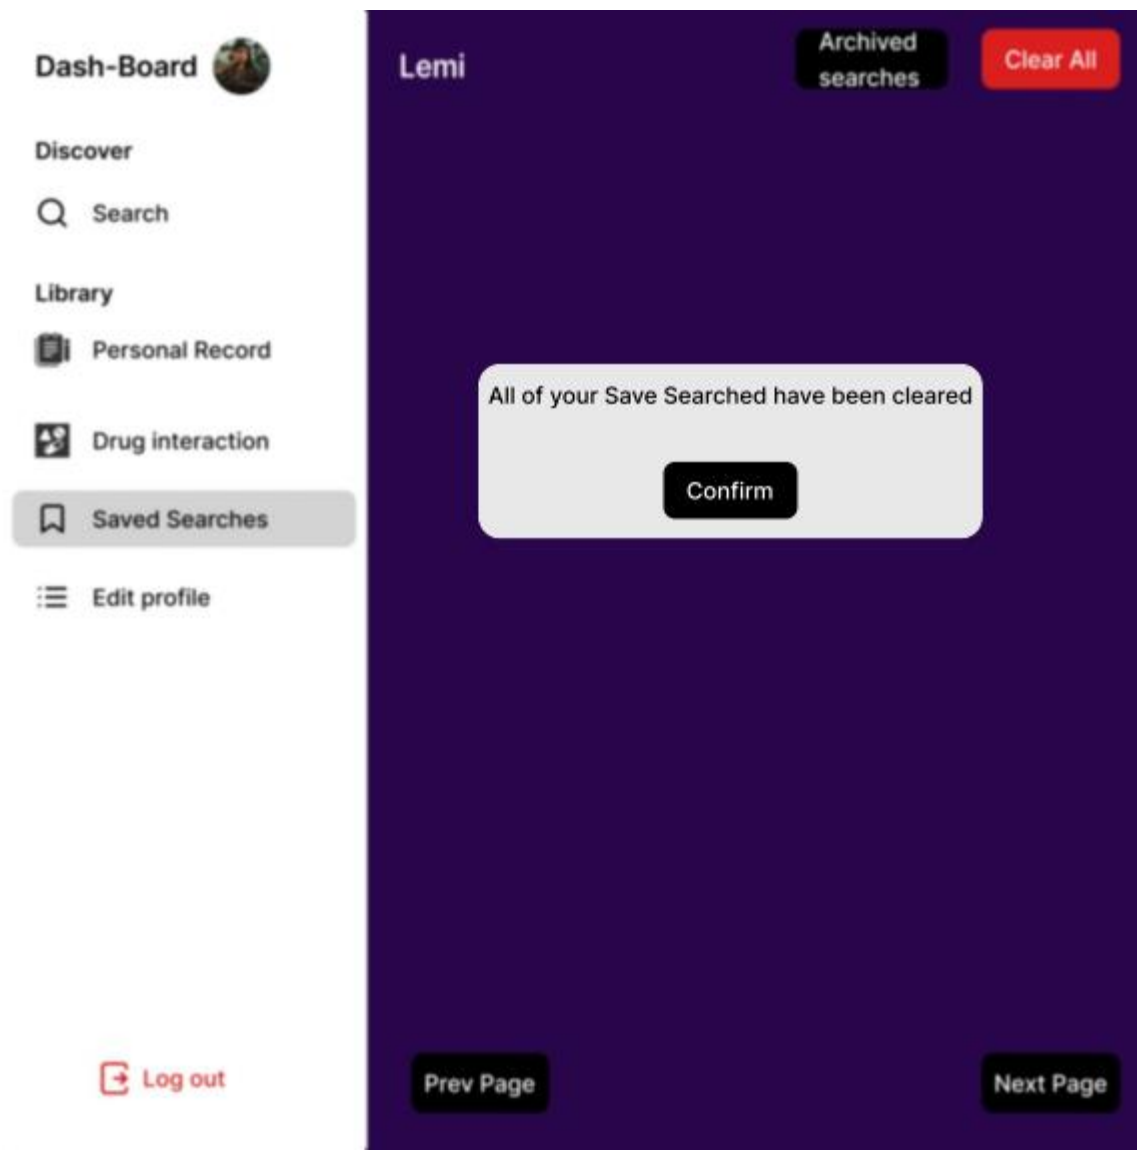 Dash-Board
Discover
Search
Library
Personal Record
Drug interaction
Saved Searches
Edit profile
Log out
Lemi
Archived
searches
Clear All
All of your Save Searched have been cleared
Confirm
Prev Page
Next Page